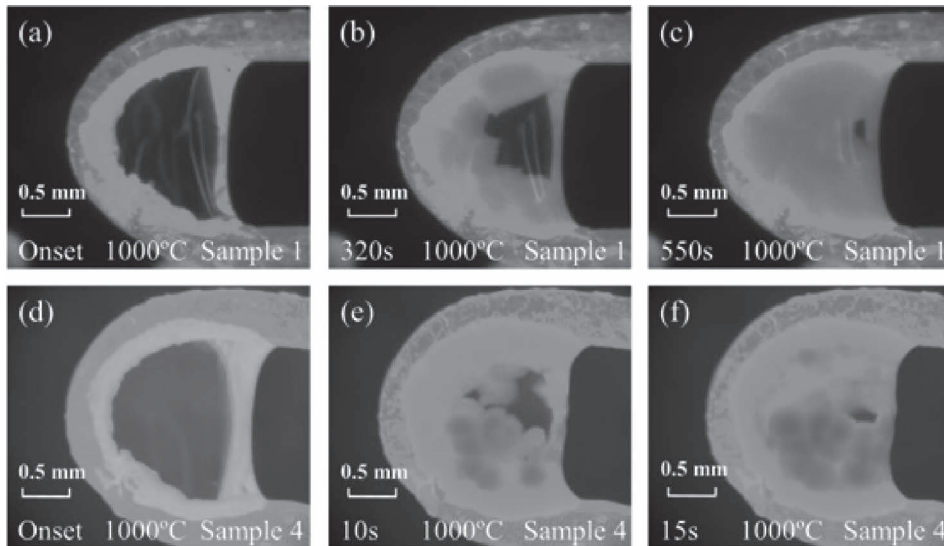 (a)
0.5 mm
Onset 1000ºC Sample 1
(b)
0.5 mm
320s 1000ºC Sample 1
(c)
0.5 mm
550s 1000ºC Sample 1
(d)
0.5 mm
Onset 1000ºC Sample 4
(e)
0.5 mm
10s 1000ºC Sample 4
(f)
0.5 mm
15s 1000ºC Sample 4